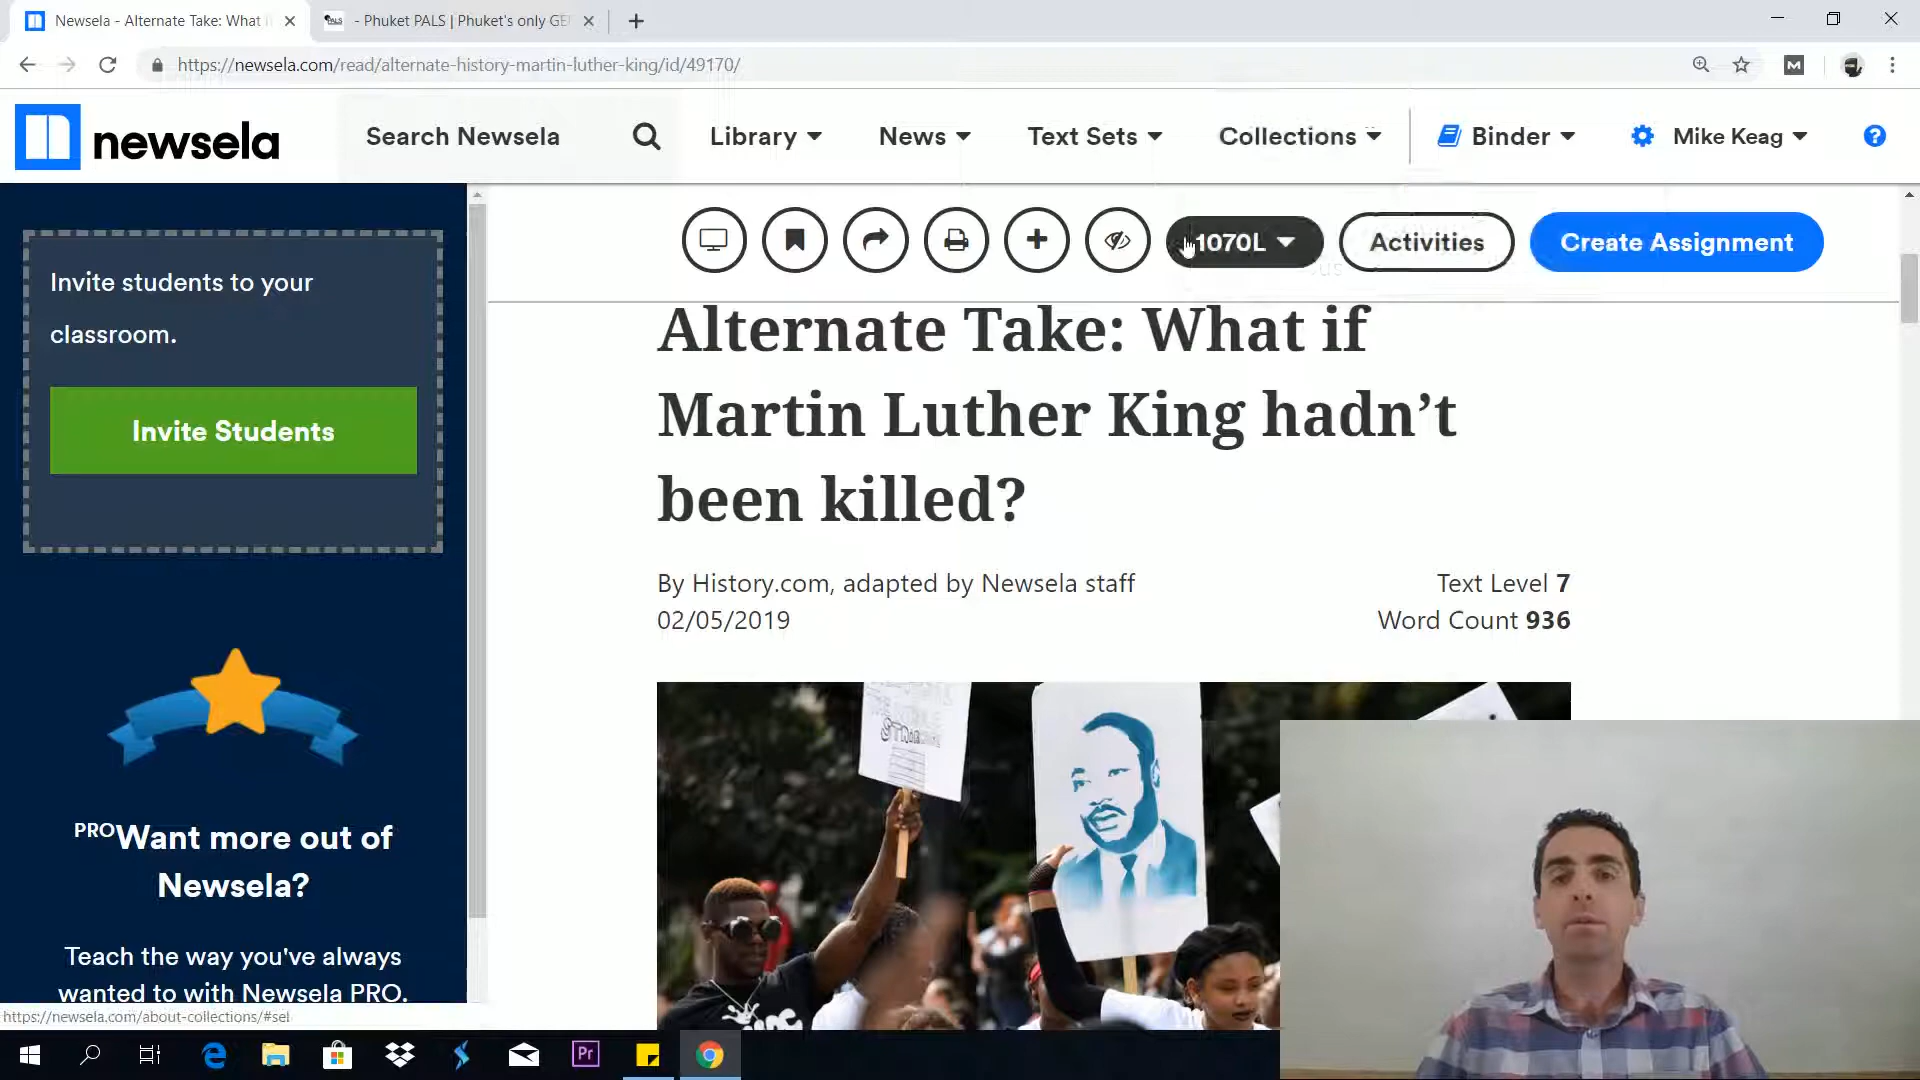 Newsela - Alternate Take: What i
- Phuket PALS | Phuket's only GE
https://newsela.com/read/alternate-history-martin-luther-king/id/49170/
newsela
Search Newsela
Library
News
Text Sets
Collections
Binder
Mike Keag
?
1070L
Activities
Create Assignment
Invite students to your
classroom.
Invite Students
PROWant more out of
Newsela?
Teach the way you've always
wanted to with Newsela PRO.
https://newsela.com/about-collections/#sel
Alternate Take: What if
Martin Luther King hadn’t
been killed?
By History.com, adapted by Newsela staff
02/05/2019
Text Level 7
Word Count 936
Pr